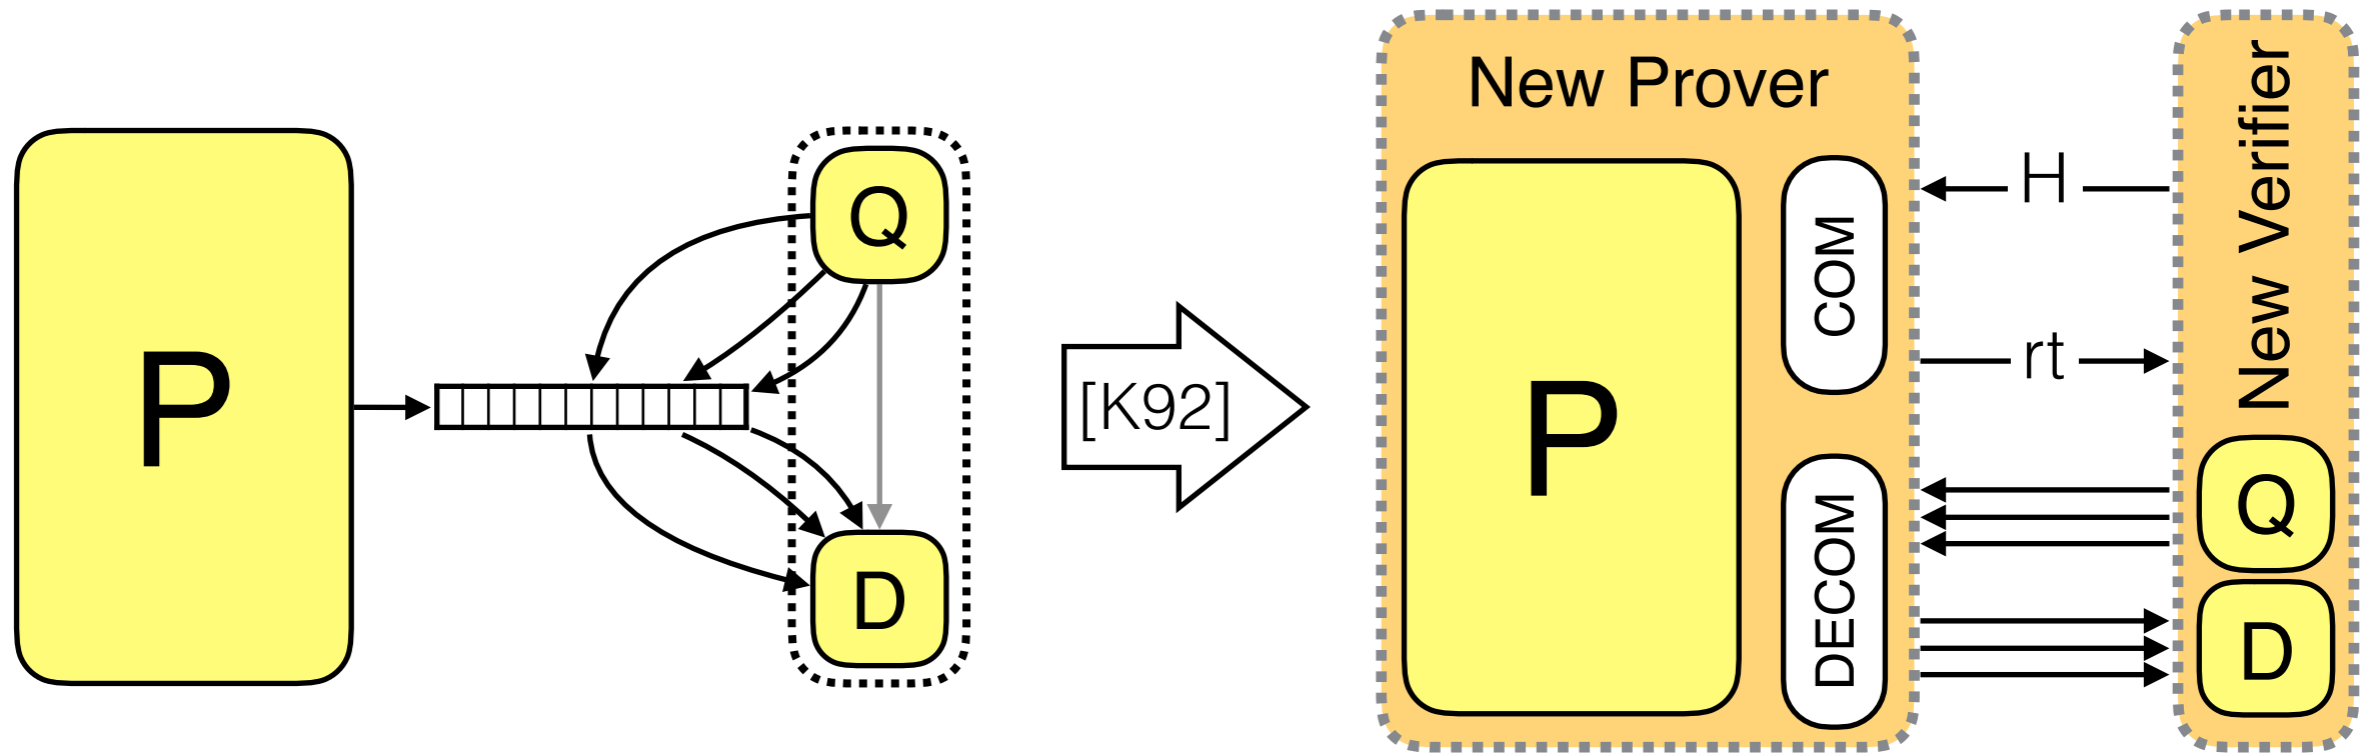 P
Q
D
[K92]
New Prover
P
COM
DECOM
H
rt
New Verifier
Q
D